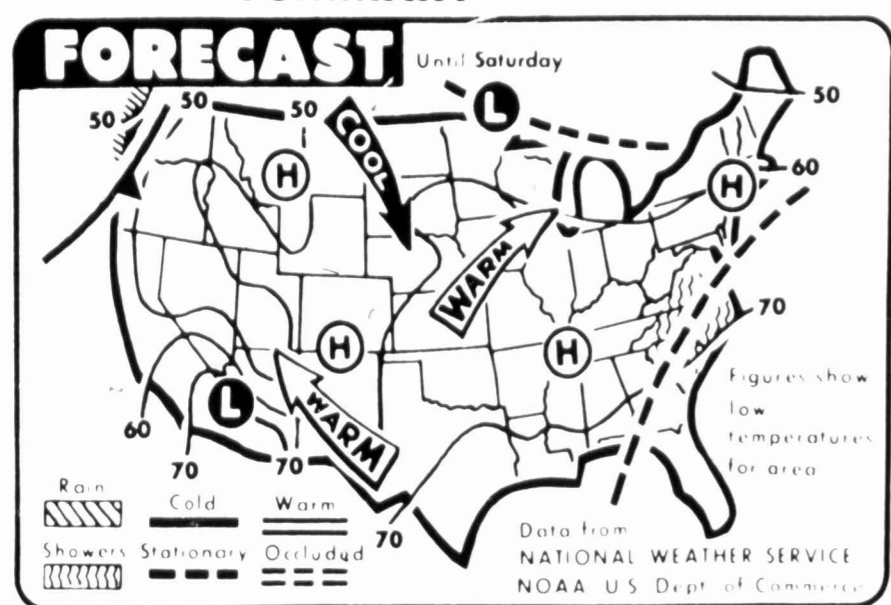 FORECAST
Until Saturday
50
50
50
50
COOL
L
H
H
60
WARM
70
H
H
L
WARM
60
70
70
70
Figures show
low
temperatures
for area
Rain
Cold
Warm
Showers
Stationary
Occluded
Data from
NATIONAL WEATHER SERVICE
NOAA US Dept. of Commerce